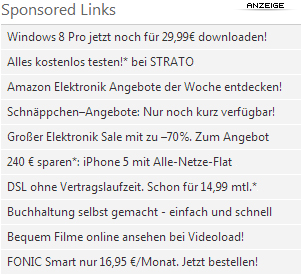 Sponsored Links
ANZEIGE
Windows 8 Pro jetzt noch für 29,99€ downloaden!
Alles kostenlos testen!* bei STRATO
Amazon Elektronik Angebote der Woche entdecken!
Schnäppchen–Angebote: Nur noch kurz verfügbar!
Großer Elektronik Sale mit zu –70%. Zum Angebot
240 € sparen*: iPhone 5 mit Alle-Netze-Flat
DSL ohne Vertragslaufzeit. Schon für 14,99 mtl.*
Buchhaltung selbst gemacht - einfach und schnell
Bequem Filme online ansehen bei Videoload!
FONIC Smart nur 16,95 €/Monat. Jetzt bestellen!